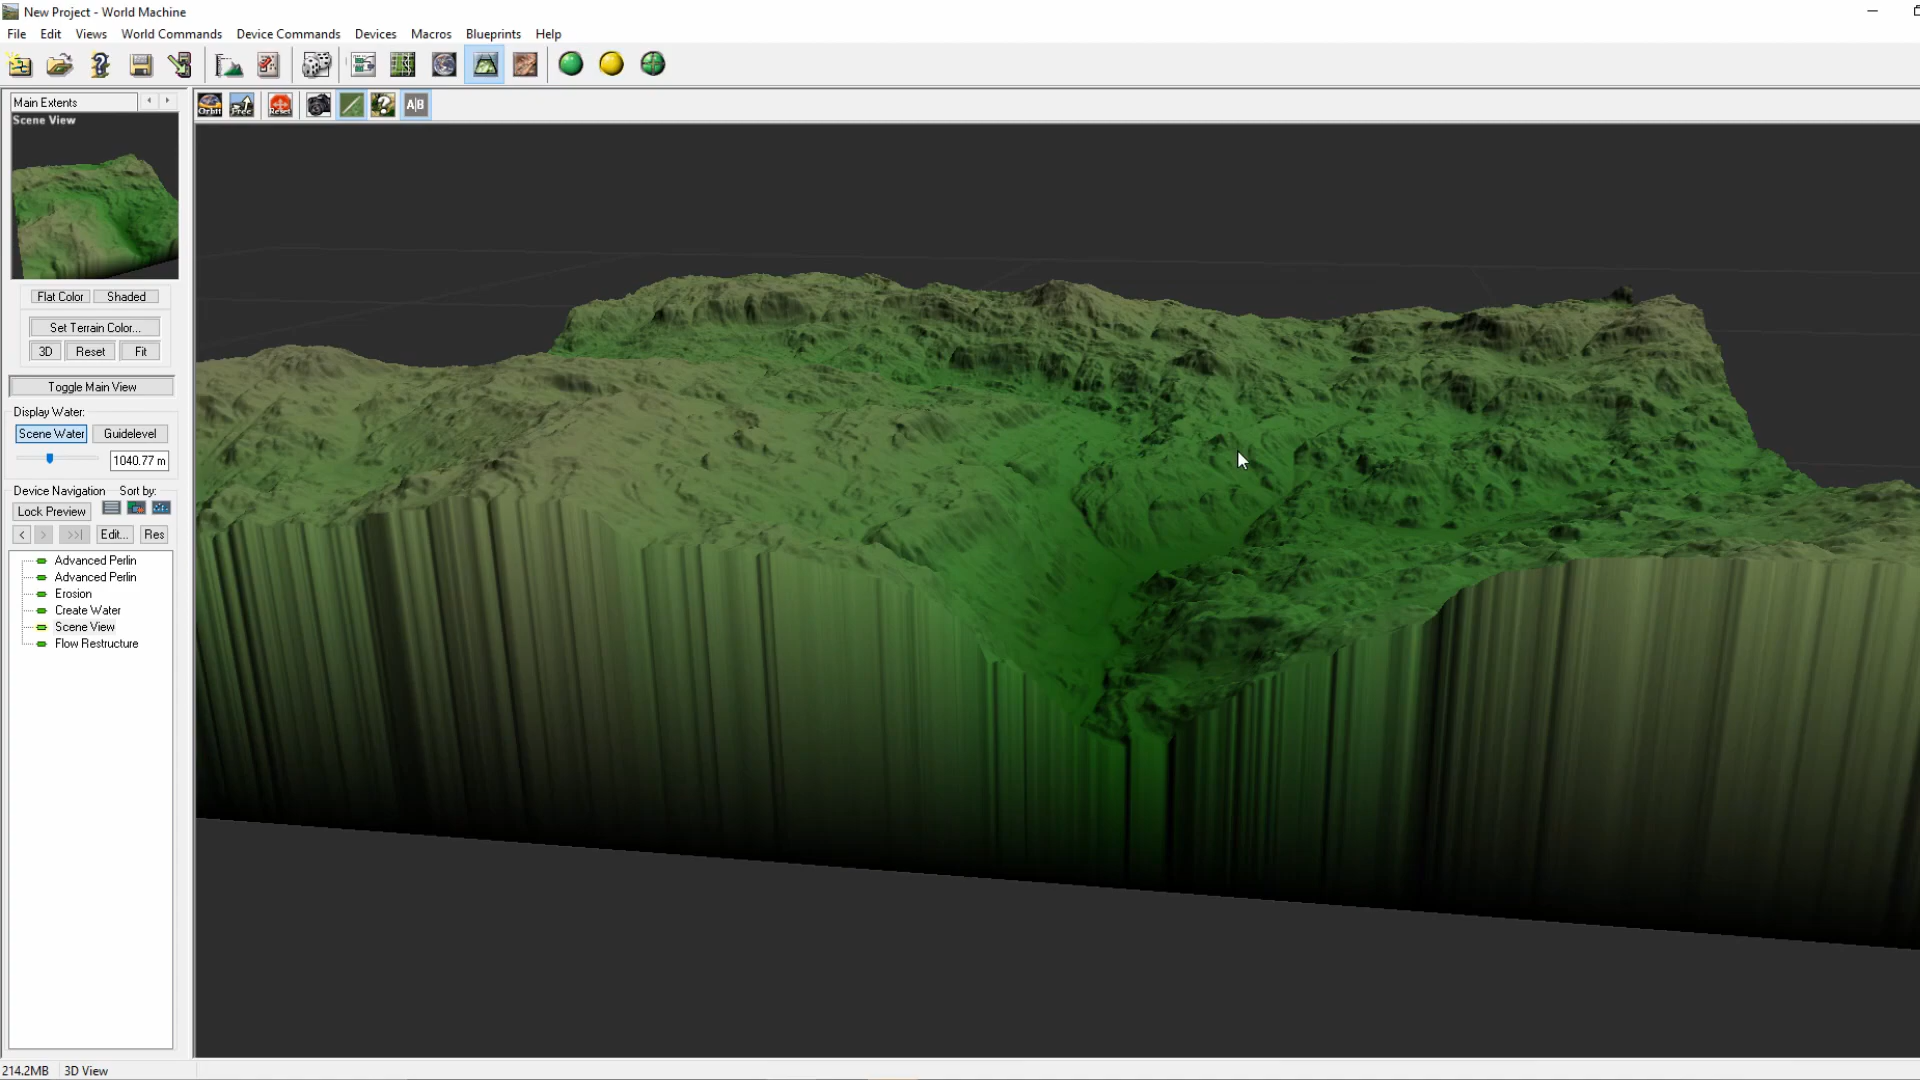 New Project - World Machine
File Edit Views World Commands Device Commands Devices Macros Blueprints Help
Main Extents
Orbit Free Reset A|B
Scene View
Flat Color Shaded
Set Terrain Color...
3D Reset Fit
Toggle Main View
Display Water:
Scene Water Guidelevel
1040.77 m
Device Navigation Sort by:
Lock Preview
< > >>| Edit... Res
Advanced Perlin
Advanced Perlin
Erosion
Create Water
Scene View
Flow Restructure
214.2MB 3D View